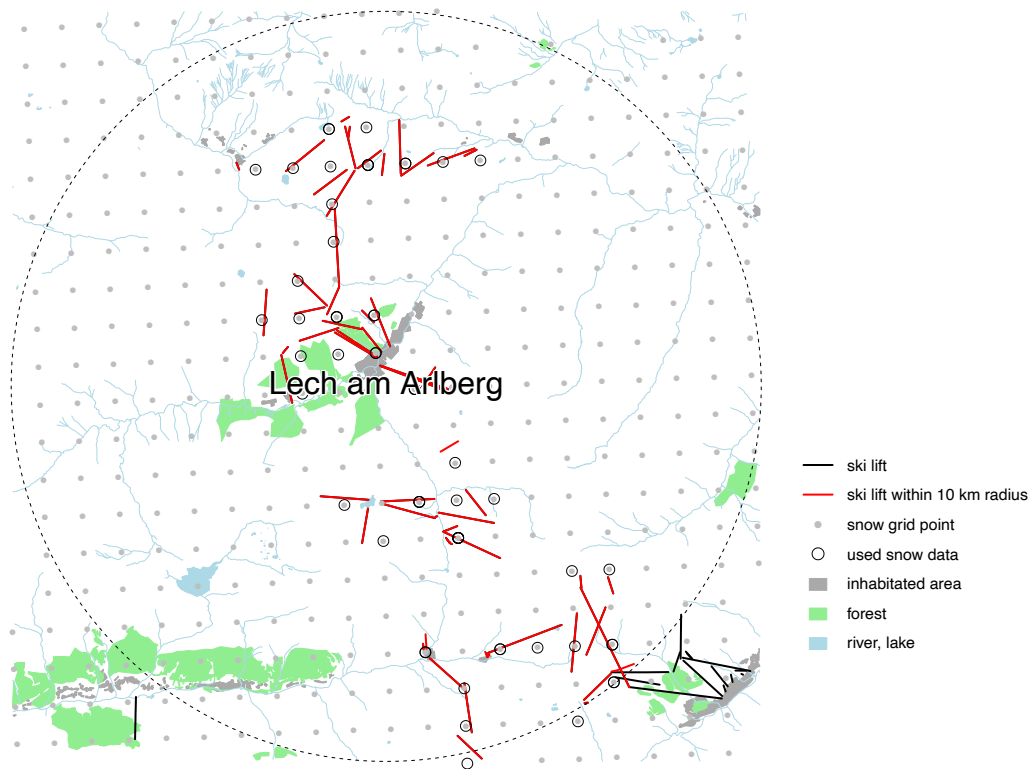 Lech am Arlberg
ski lift
ski lift within 10 km radius
snow grid point
used snow data
inhabitated area
forest
river, lake